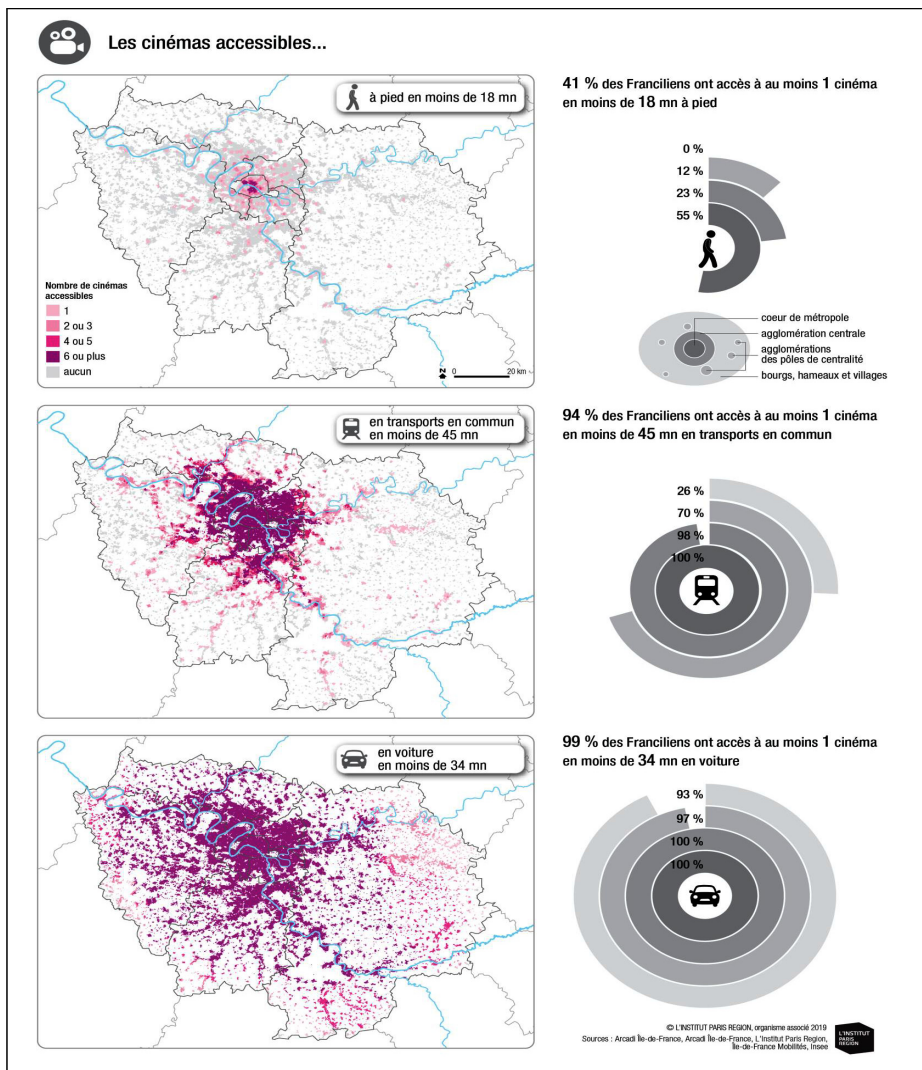 Les cinémas accessibles...
à pied en moins de 18 mn
Nombre de cinémas
accessibles
1
2 ou 3
4 ou 5
6 ou plus
aucun
N
0 20 km
41 % des Franciliens ont accès à au moins 1 cinéma
en moins de 18 mn à pied
0 %
12 %
23 %
55 %
coeur de métropole
agglomération centrale
agglomérations
des pôles de centralité
bourgs, hameaux et villages
en transports en commun
en moins de 45 mn
94 % des Franciliens ont accès à au moins 1 cinéma
en moins de 45 mn en transports en commun
26 %
70 %
98 %
100 %
en voiture
en moins de 34 mn
99 % des Franciliens ont accès à au moins 1 cinéma
en moins de 34 mn en voiture
93 %
97 %
100 %
100 %
© L'INSTITUT PARIS REGION, organisme associé 2019
Sources : Arcadi Île-de-France, Arcadi Île-de-France, L'Institut Paris Region,
Île-de-France Mobilités, Insee
L'INSTITUT
PARIS
REGION